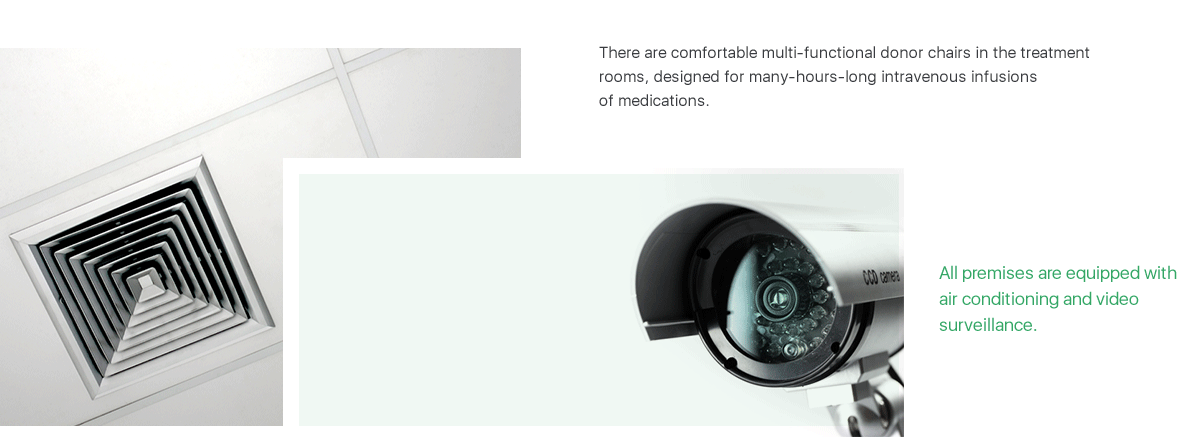 There are comfortable multi-functional donor chairs in the treatment
rooms, designed for many-hours-long intravenous infusions
of medications.
CCD camera
All premises are equipped with
air conditioning and video
surveillance.